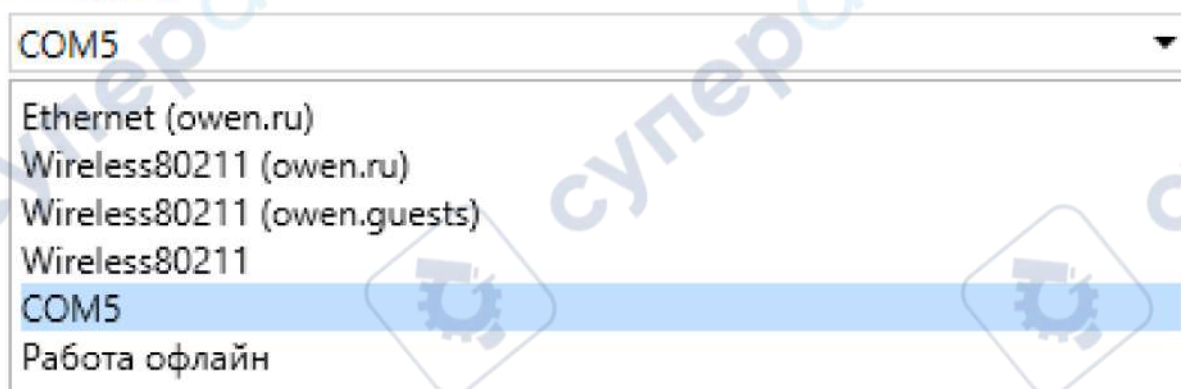 COM5
Ethernet (owen.ru)
Wireless80211 (owen.ru)
Wireless80211 (owen.guests)
Wireless80211
COM5
Работа офлайн